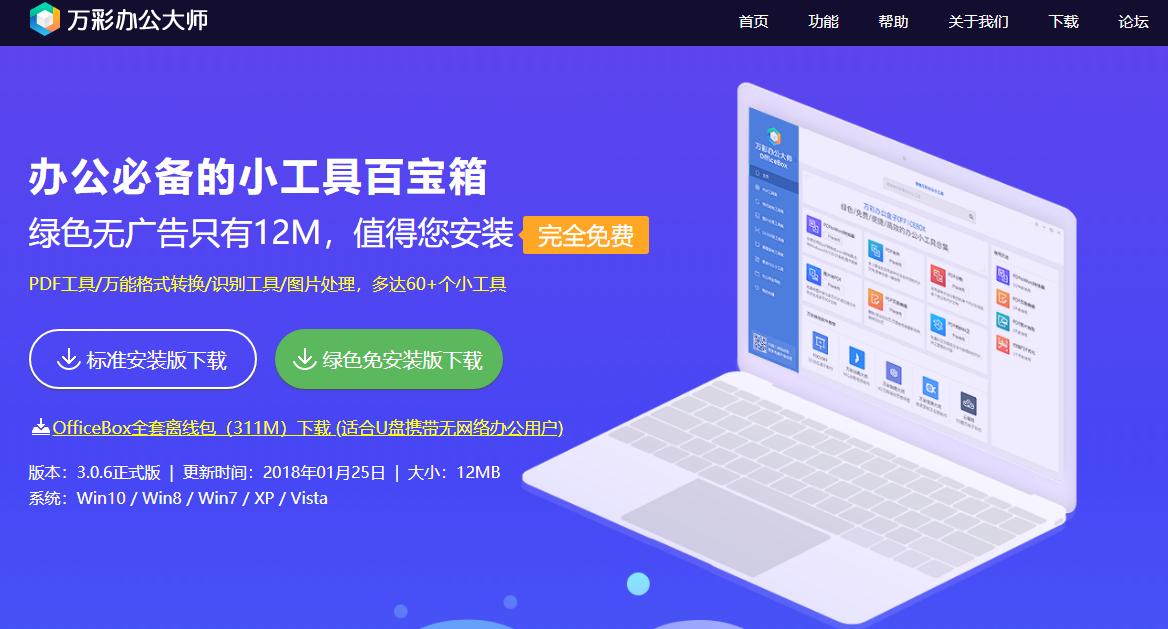 万彩办公大师
首页 功能 帮助 关于我们 下载 论坛
办公必备的小工具百宝箱
绿色无广告只有12M，值得您安装 完全免费
PDF工具/万能格式转换/识别工具/图片处理，多达60+个小工具
标准安装版下载 绿色免安装版下载
OfficeBox全套离线包（311M）下载 (适合U盘携带无网络办公用户)
版本：3.0.6正式版 | 更新时间：2018年01月25日 | 大小：12MB
系统：Win10 / Win8 / Win7 / XP / Vista
万彩办公大师
OfficeBox
万彩办公盒子OFFICEBOX
绿色/免费/便捷/高效的办公小工具总集